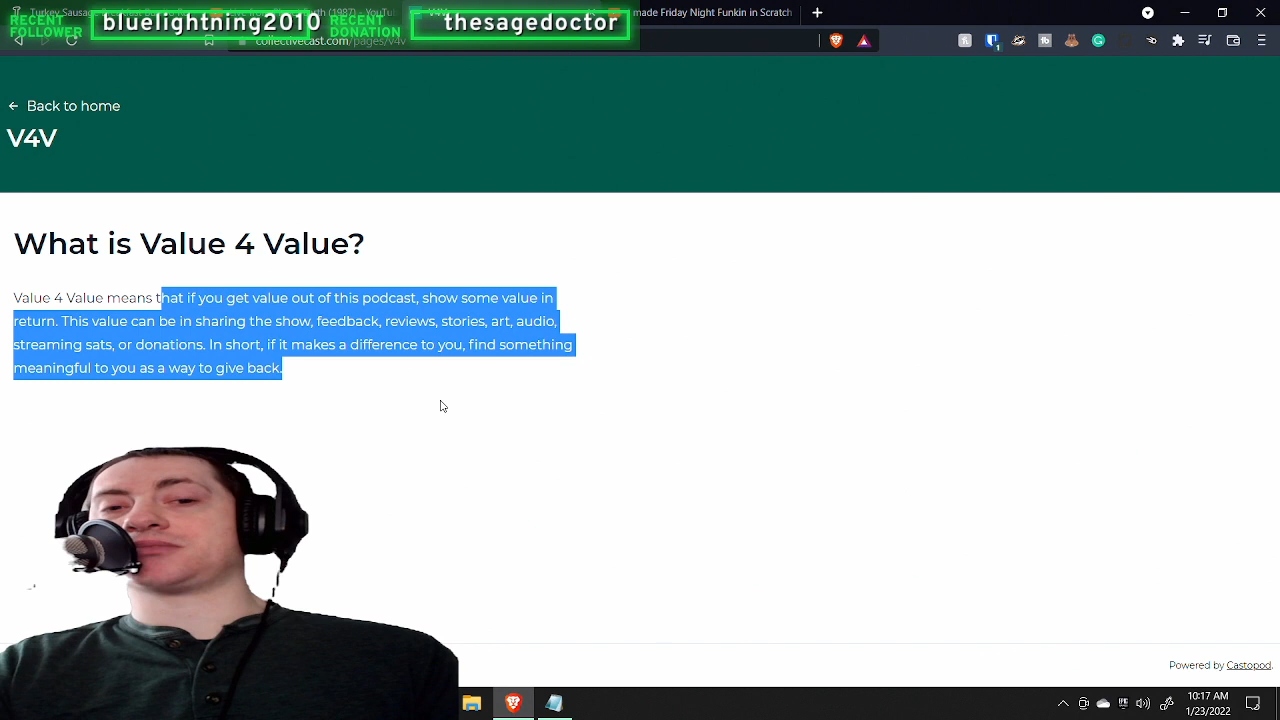 RECENT FOLLOWER
bluelightning2010
RECENT DONATION
thesagedoctor
made Friday Night Funkin in Scratch
collectivecast.com/pages/v4v
Back to home
V4V
What is Value 4 Value?
Value 4 Value means that if you get value out of this podcast, show some value in
return. This value can be in sharing the show, feedback, reviews, stories, art, audio,
streaming sats, or donations. In short, if it makes a difference to you, find something
meaningful to you as a way to give back.
Powered by Castopod.
10:17 AM
1/23/2022